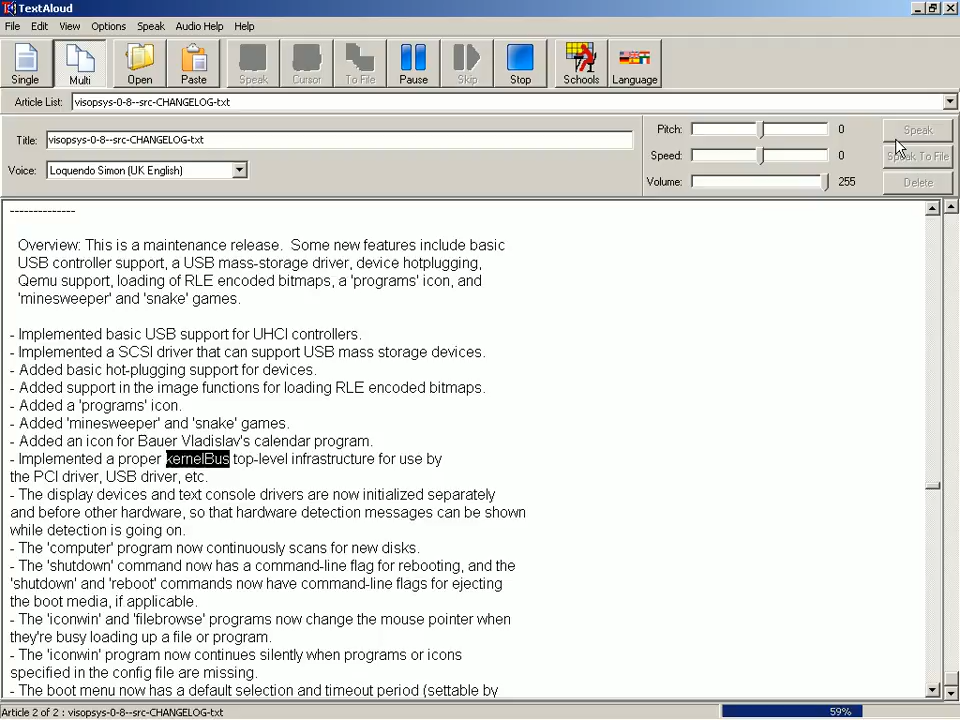 TextAloud
File Edit View Options Speak Audio Help Help
Single Multi Open Paste Speak Cursor To File Pause Skip Stop Schools Language
Article List: visopsys-0-8--src-CHANGELOG-txt
Title: visopsys-0-8--src-CHANGELOG-txt
Voice: Loquendo Simon (UK English)
Pitch: 0 Speak
Speed: 0 Speak To File
Volume: 255 Delete
--------------
Overview: This is a maintenance release. Some new features include basic
USB controller support, a USB mass-storage driver, device hotplugging,
Qemu support, loading of RLE encoded bitmaps, a 'programs' icon, and
'minesweeper' and 'snake' games.
- Implemented basic USB support for UHCI controllers.
- Implemented a SCSI driver that can support USB mass storage devices.
- Added basic hot-plugging support for devices.
- Added support in the image functions for loading RLE encoded bitmaps.
- Added a 'programs' icon.
- Added 'minesweeper' and 'snake' games.
- Added an icon for Bauer Vladislav's calendar program.
- Implemented a proper kernelBus top-level infrastructure for use by
the PCI driver, USB driver, etc.
- The display devices and text console drivers are now initialized separately
and before other hardware, so that hardware detection messages can be shown
while detection is going on.
- The 'computer' program now continuously scans for new disks.
- The 'shutdown' command now has a command-line flag for rebooting, and the
'shutdown' and 'reboot' commands now have command-line flags for ejecting
the boot media, if applicable.
- The 'iconwin' and 'filebrowse' programs now change the mouse pointer when
they're busy loading up a file or program.
- The 'iconwin' program now continues silently when programs or icons
specified in the config file are missing.
- The boot menu now has a default selection and timeout period (settable by
Article 2 of 2 : visopsys-0-8--src-CHANGELOG-txt 59%